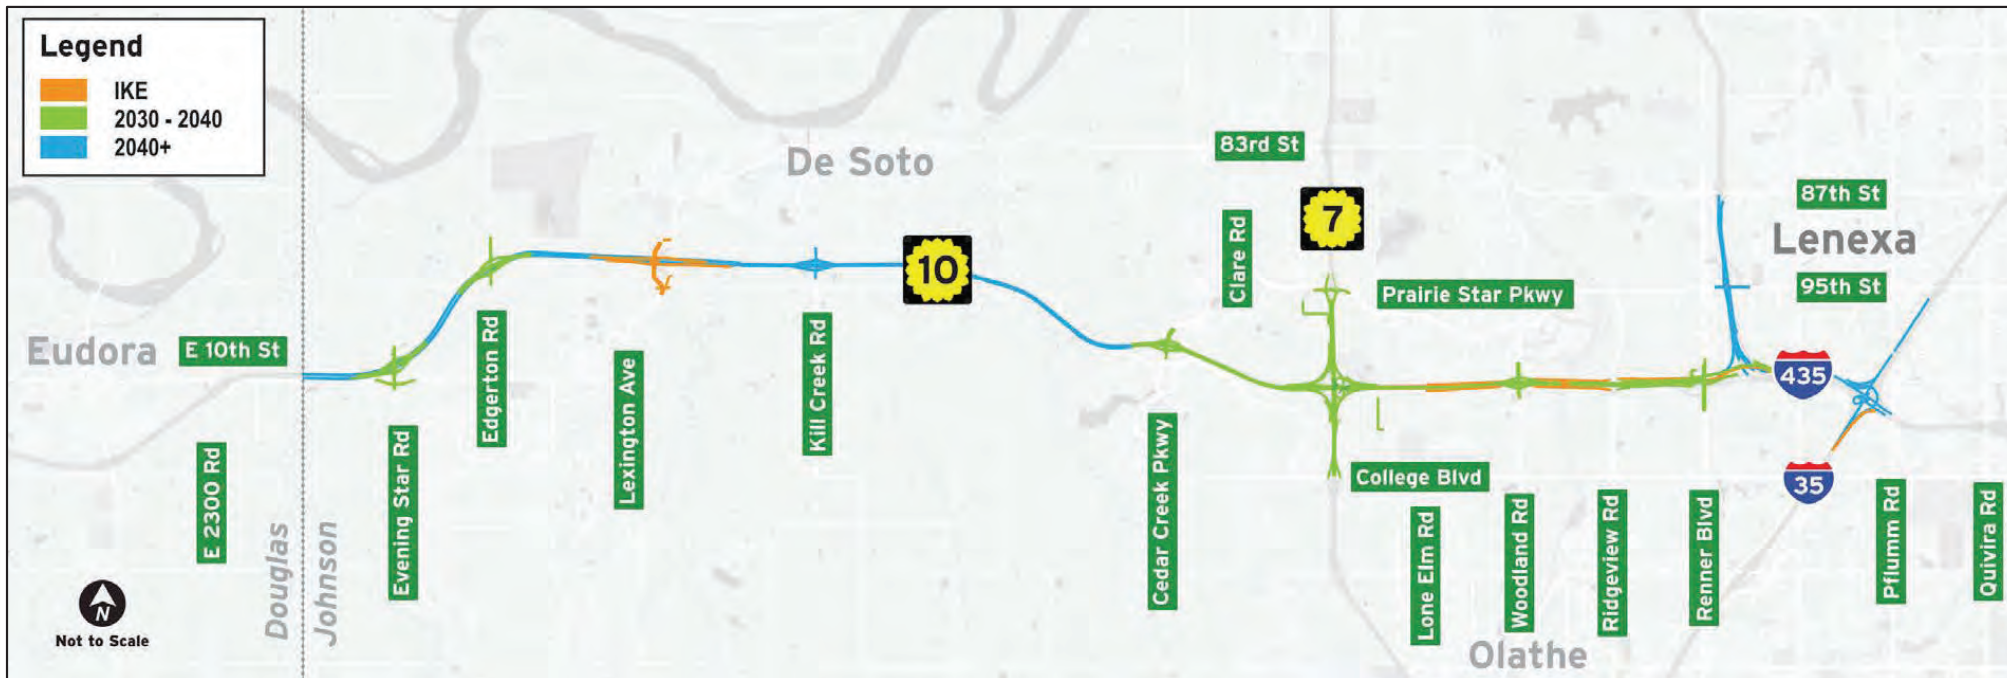 Legend
IKE
2030 - 2040
2040+
De Soto
83rd St
7
87th St
Lenexa
95th St
Clare Rd
10
Prairie Star Pkwy
Eudora
E 10th St
435
Edgerton Rd
Lexington Ave
Kill Creek Rd
Cedar Creek Pkwy
College Blvd
35
E 2300 Rd
Evening Star Rd
Lone Elm Rd
Woodland Rd
Ridgeview Rd
Renner Blvd
Pflumm Rd
Quivira Rd
Douglas
Johnson
N
Not to Scale
Olathe